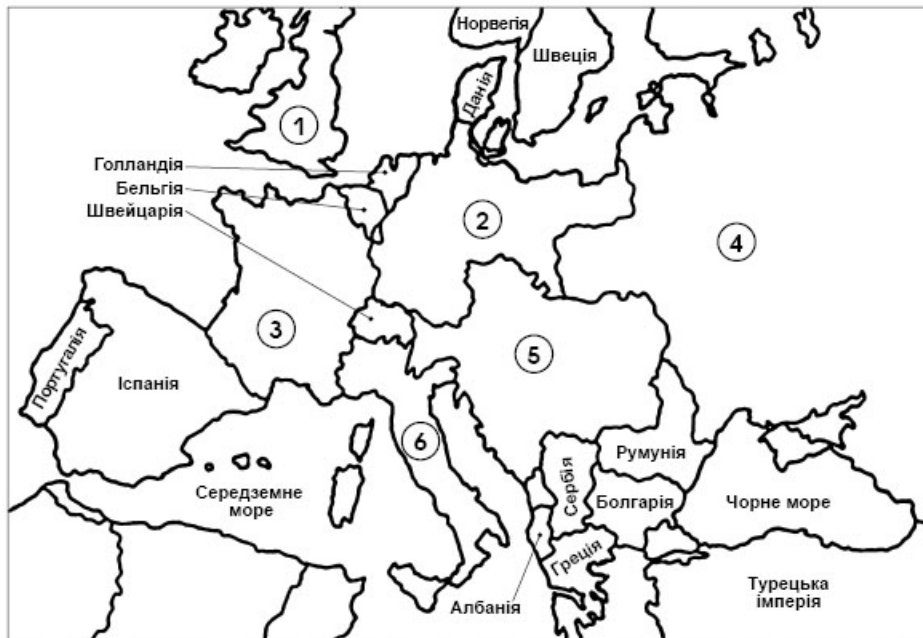 Норвегія
Швеція
Данія
1
Голландія
Бельгія
Швейцарія
2
4
3
5
Португалія
Іспанія
6
Румунія
Сербія
Середземне
море
Болгарія
Чорне море
Греція
Албанія
Турецька
імперія